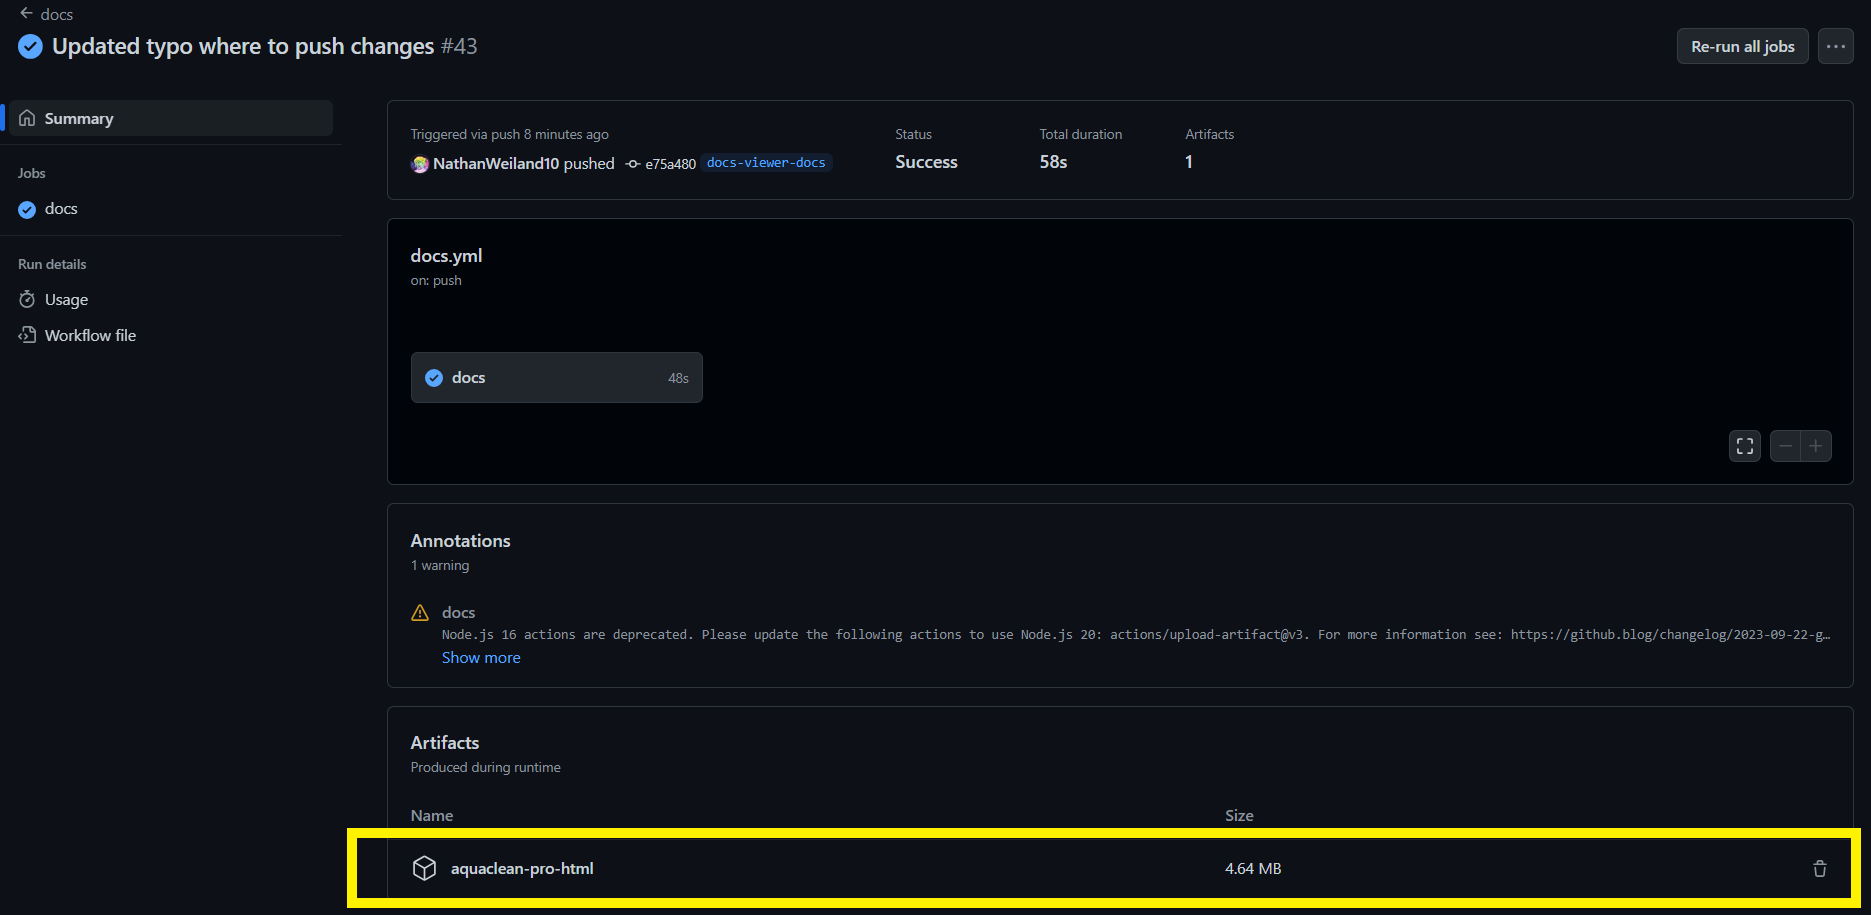 docs
Updated typo where to push changes #43
Re-run all jobs
Summary
Jobs
docs
Run details
Usage
Workflow file
Triggered via push 8 minutes ago
NathanWeiland10 pushed e75a480 docs-viewer-docs
Status
Success
Total duration
58s
Artifacts
1
docs.yml
on: push
docs 48s
Annotations
1 warning
docs
Node.js 16 actions are deprecated. Please update the following actions to use Node.js 20: actions/upload-artifact@v3. For more information see: https://github.blog/changelog/2023-09-22-g…
Show more
Artifacts
Produced during runtime
Name Size
aquaclean-pro-html 4.64 MB